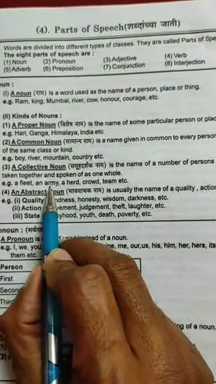 (4). Parts of Speech(शब्दांच्या जाती)
Words are divided into different types of classes. They are called Parts of Spe
The eight parts of speech are :
(1) Noun (2) Pronoun (3) Adjective (4) Verb
(5) Adverb (6) Preposition (7) Conjunction (8) Interjection
oun :
(I) A noun (नाम) is a word used as the name of a person, place or thing.
e.g. Ram, king, Mumbai, river, cow, honour, courage, etc.
(II) Kinds of Nouns :
(1) A Proper Noun (विशेष नाम) is the name of some particular person or plac
e.g. Hari, Ganga, Himalaya, India etc.
(2) A Common Noun (सामान्य नाम) is a name given in common to every person
of the same class or kind.
e.g. boy, river, mountain, country etc.
(3) A Collective Noun (समूहदर्शक नाम) is the name of a number of persons
taken together and spoken of as one whole.
e.g. a fleet, an army, a herd, crowd, team etc.
(4) An Abstract noun (भाववाचक नाम) is usually the name of a quality , action
e.g. (i) Quality ndness, honesty, wisdom, darkness, etc.
(ii) Action vement, judgement, theft, laughter, etc.
(iii) State oyhood, youth, death, poverty, etc.
onoun :
A Pronoun is instead of a noun.
e.g. I, we, you me, our,us, his, him, her, hers, its
them etc.
Person
First
Second
Third
ng of a noun.